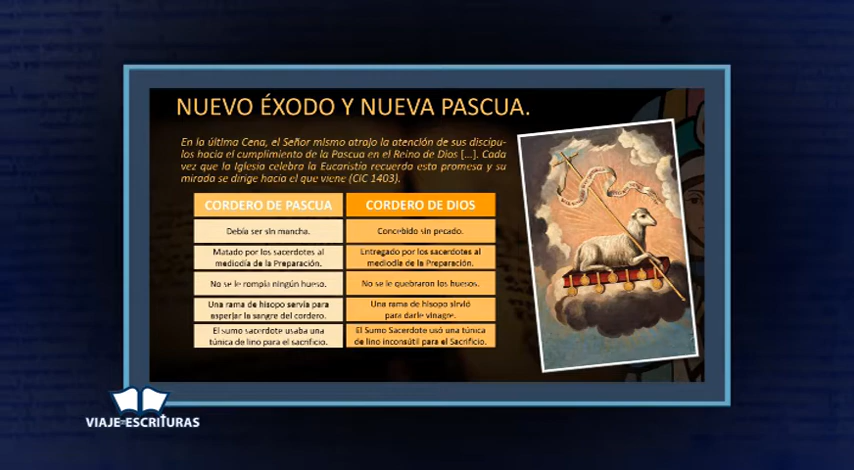 NUEVO ÉXODO Y NUEVA PASCUA.
En la última Cena, el Señor mismo atrajo la atención de sus discípu-
los hacia el cumplimiento de la Pascua en el Reino de Dios [...]. Cada
vez que la Iglesia celebra la Eucaristía recuerda esta promesa y su
mirada se dirige hacia el que viene (CIC 1403).
CORDERO DE PASCUA
CORDERO DE DIOS
Debía ser sin mancha.
Concebido sin pecado.
Matado por los sacerdotes al
mediodía de la Preparación.
Entregado por los sacerdotes al
mediodía de la Preparación.
No se le rompía ningún hueso.
No se le quebraron los huesos.
Una rama de hisopo servía para
asperjar la sangre del cordero.
Una rama de hisopo sirvió
para darle vinagre.
El sumo sacerdote usaba una
túnica de lino para el sacrificio.
El Sumo Sacerdote usó una túnica
de lino inconsútil para el Sacrificio.
VIAJE ESCRITURAS